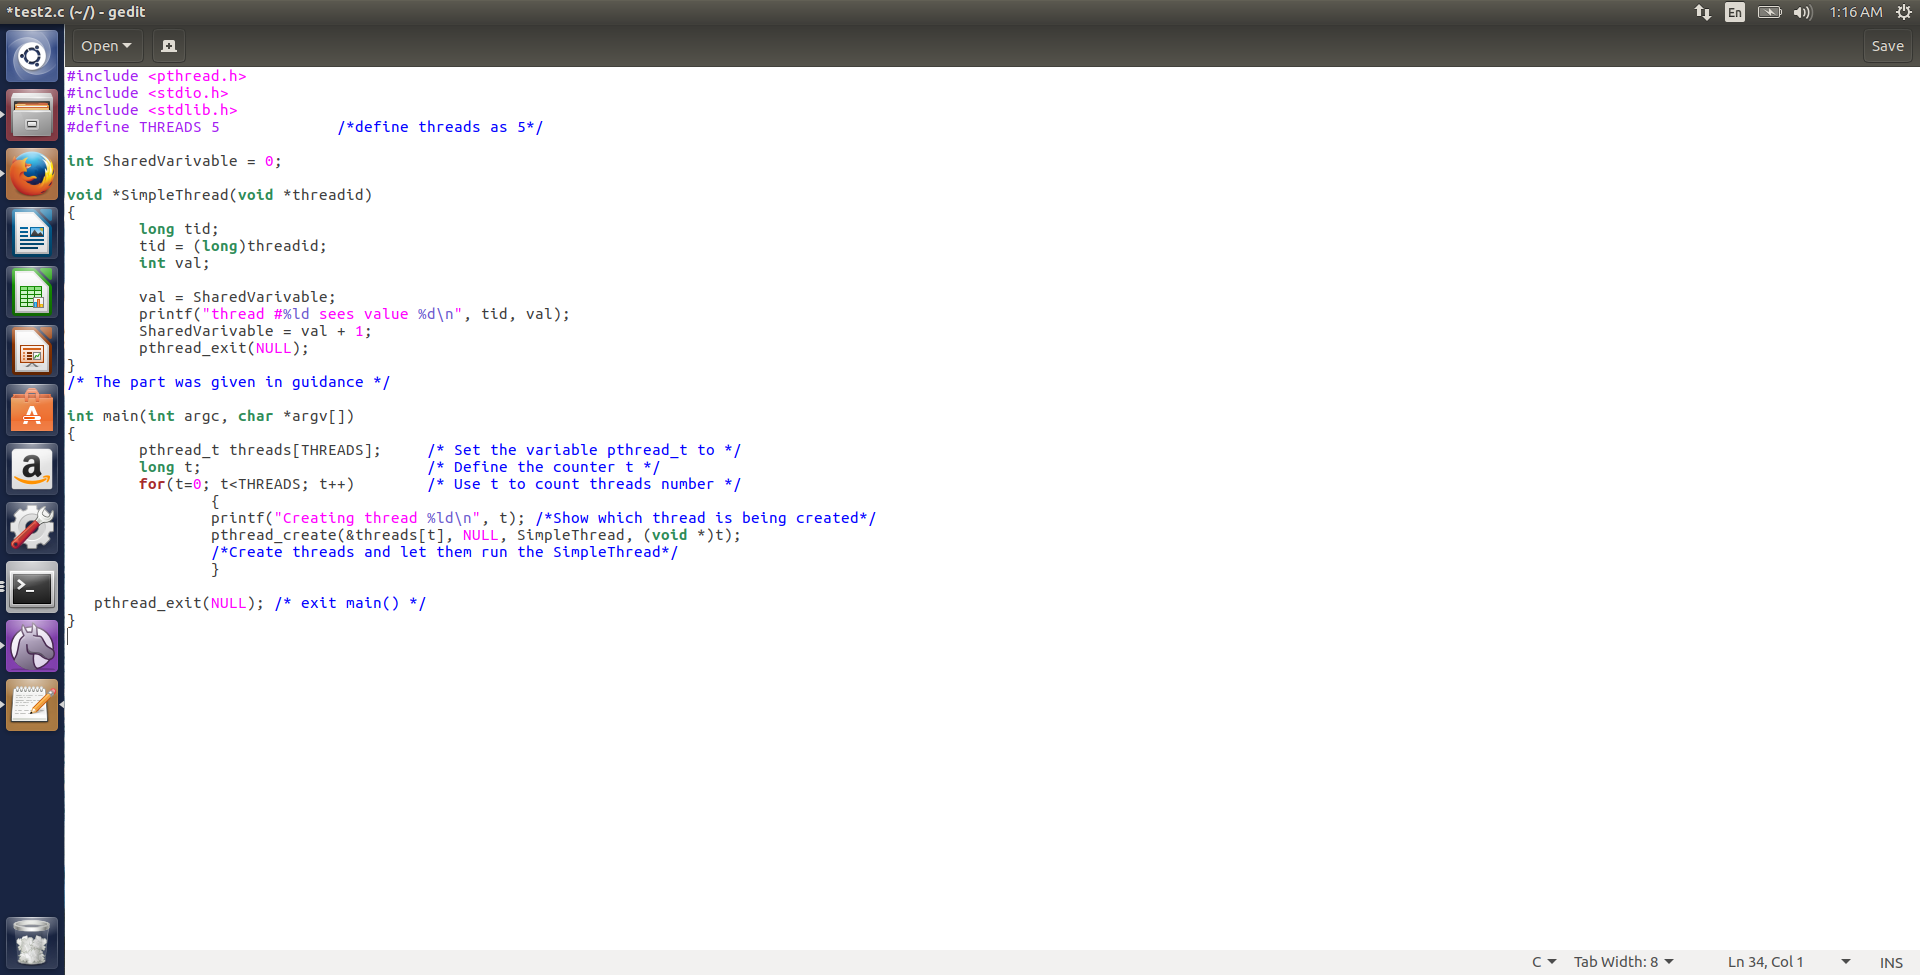 *test2.c (~/) - gedit
En
1:16 AM
Open
Save
#include <pthread.h>
#include <stdio.h>
#include <stdlib.h>
#define THREADS 5 /*define threads as 5*/
int SharedVarivable = 0;
void *SimpleThread(void *threadid)
{
long tid;
tid = (long)threadid;
int val;
val = SharedVarivable;
printf("thread #%ld sees value %d\n", tid, val);
SharedVarivable = val + 1;
pthread_exit(NULL);
}
/* The part was given in guidance */
int main(int argc, char *argv[])
{
pthread_t threads[THREADS]; /* Set the variable pthread_t to */
long t; /* Define the counter t */
for(t=0; t<THREADS; t++) /* Use t to count threads number */
{
printf("Creating thread %ld\n", t); /*Show which thread is being created*/
pthread_create(&threads[t], NULL, SimpleThread, (void *)t);
/*Create threads and let them run the SimpleThread*/
}
pthread_exit(NULL); /* exit main() */
}
C Tab Width: 8 Ln 34, Col 1 INS